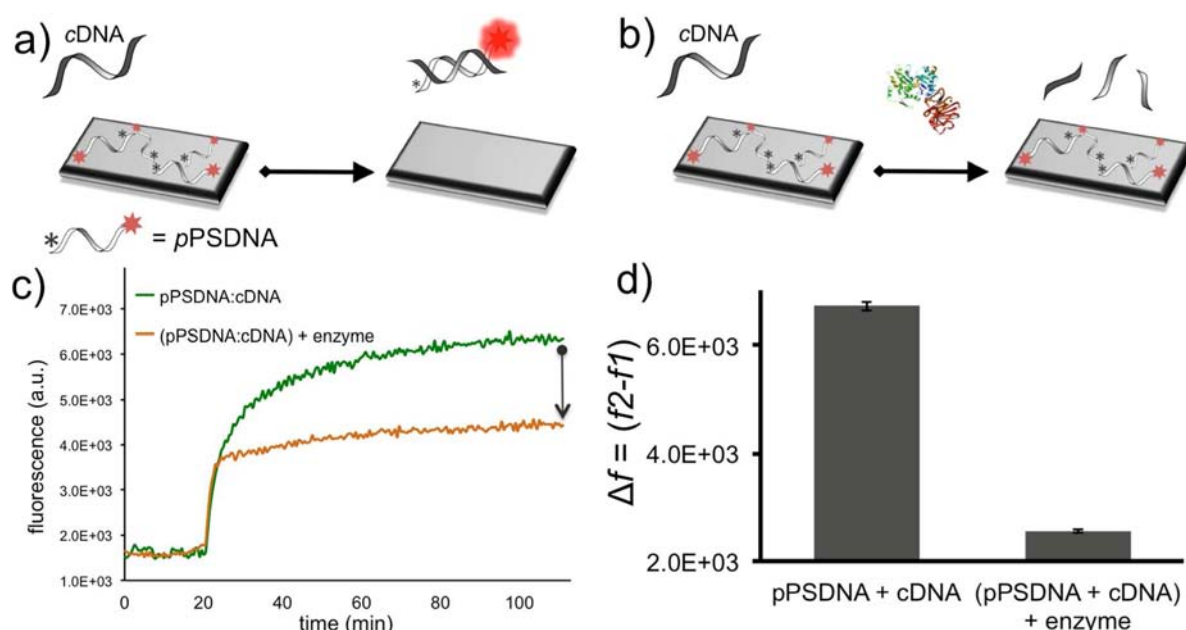 a)
cDNA
* = pPSDNA
b)
cDNA
c)
pPSDNA:cDNA
(pPSDNA:cDNA) + enzyme
fluorescence (a.u.)
7.0E+03
6.0E+03
5.0E+03
4.0E+03
3.0E+03
2.0E+03
1.0E+03
0 20 40 60 80 100
time (min)
d)
Δf = (f2-f1)
6.0E+03
4.0E+03
2.0E+03
pPSDNA + cDNA
(pPSDNA + cDNA)
+ enzyme